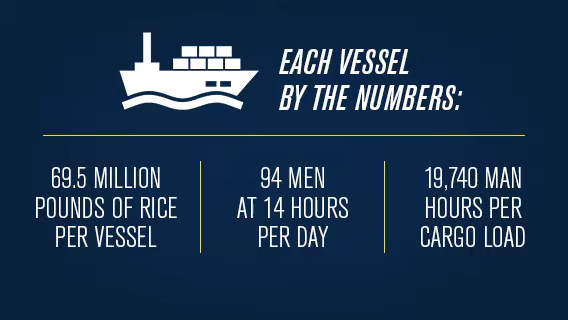 EACH VESSEL
BY THE NUMBERS:
69.5 MILLION
POUNDS OF RICE
PER VESSEL
94 MEN
AT 14 HOURS
PER DAY
19,740 MAN
HOURS PER
CARGO LOAD